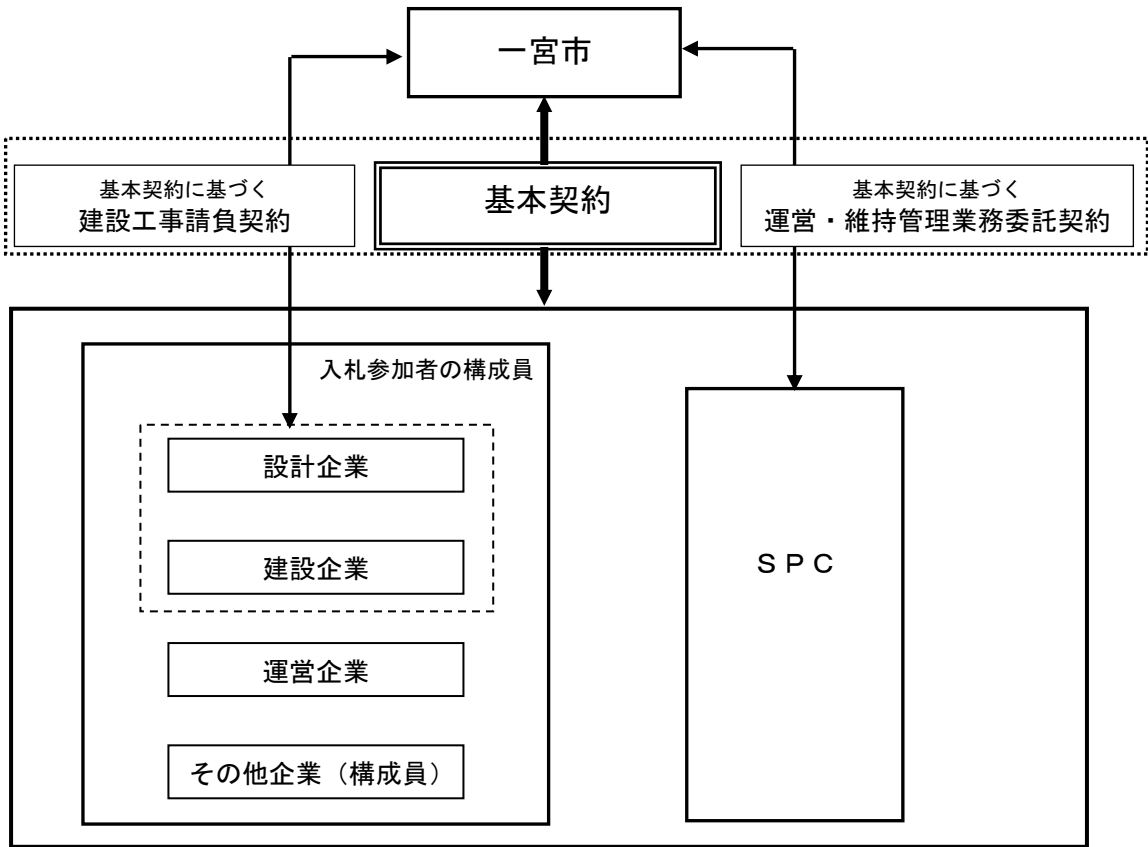 一宮市
基本契約に基づく
建設工事請負契約
基本契約
基本契約に基づく
運営・維持管理業務委託契約
入札参加者の構成員
設計企業
建設企業
運営企業
その他企業（構成員）
ＳＰＣ